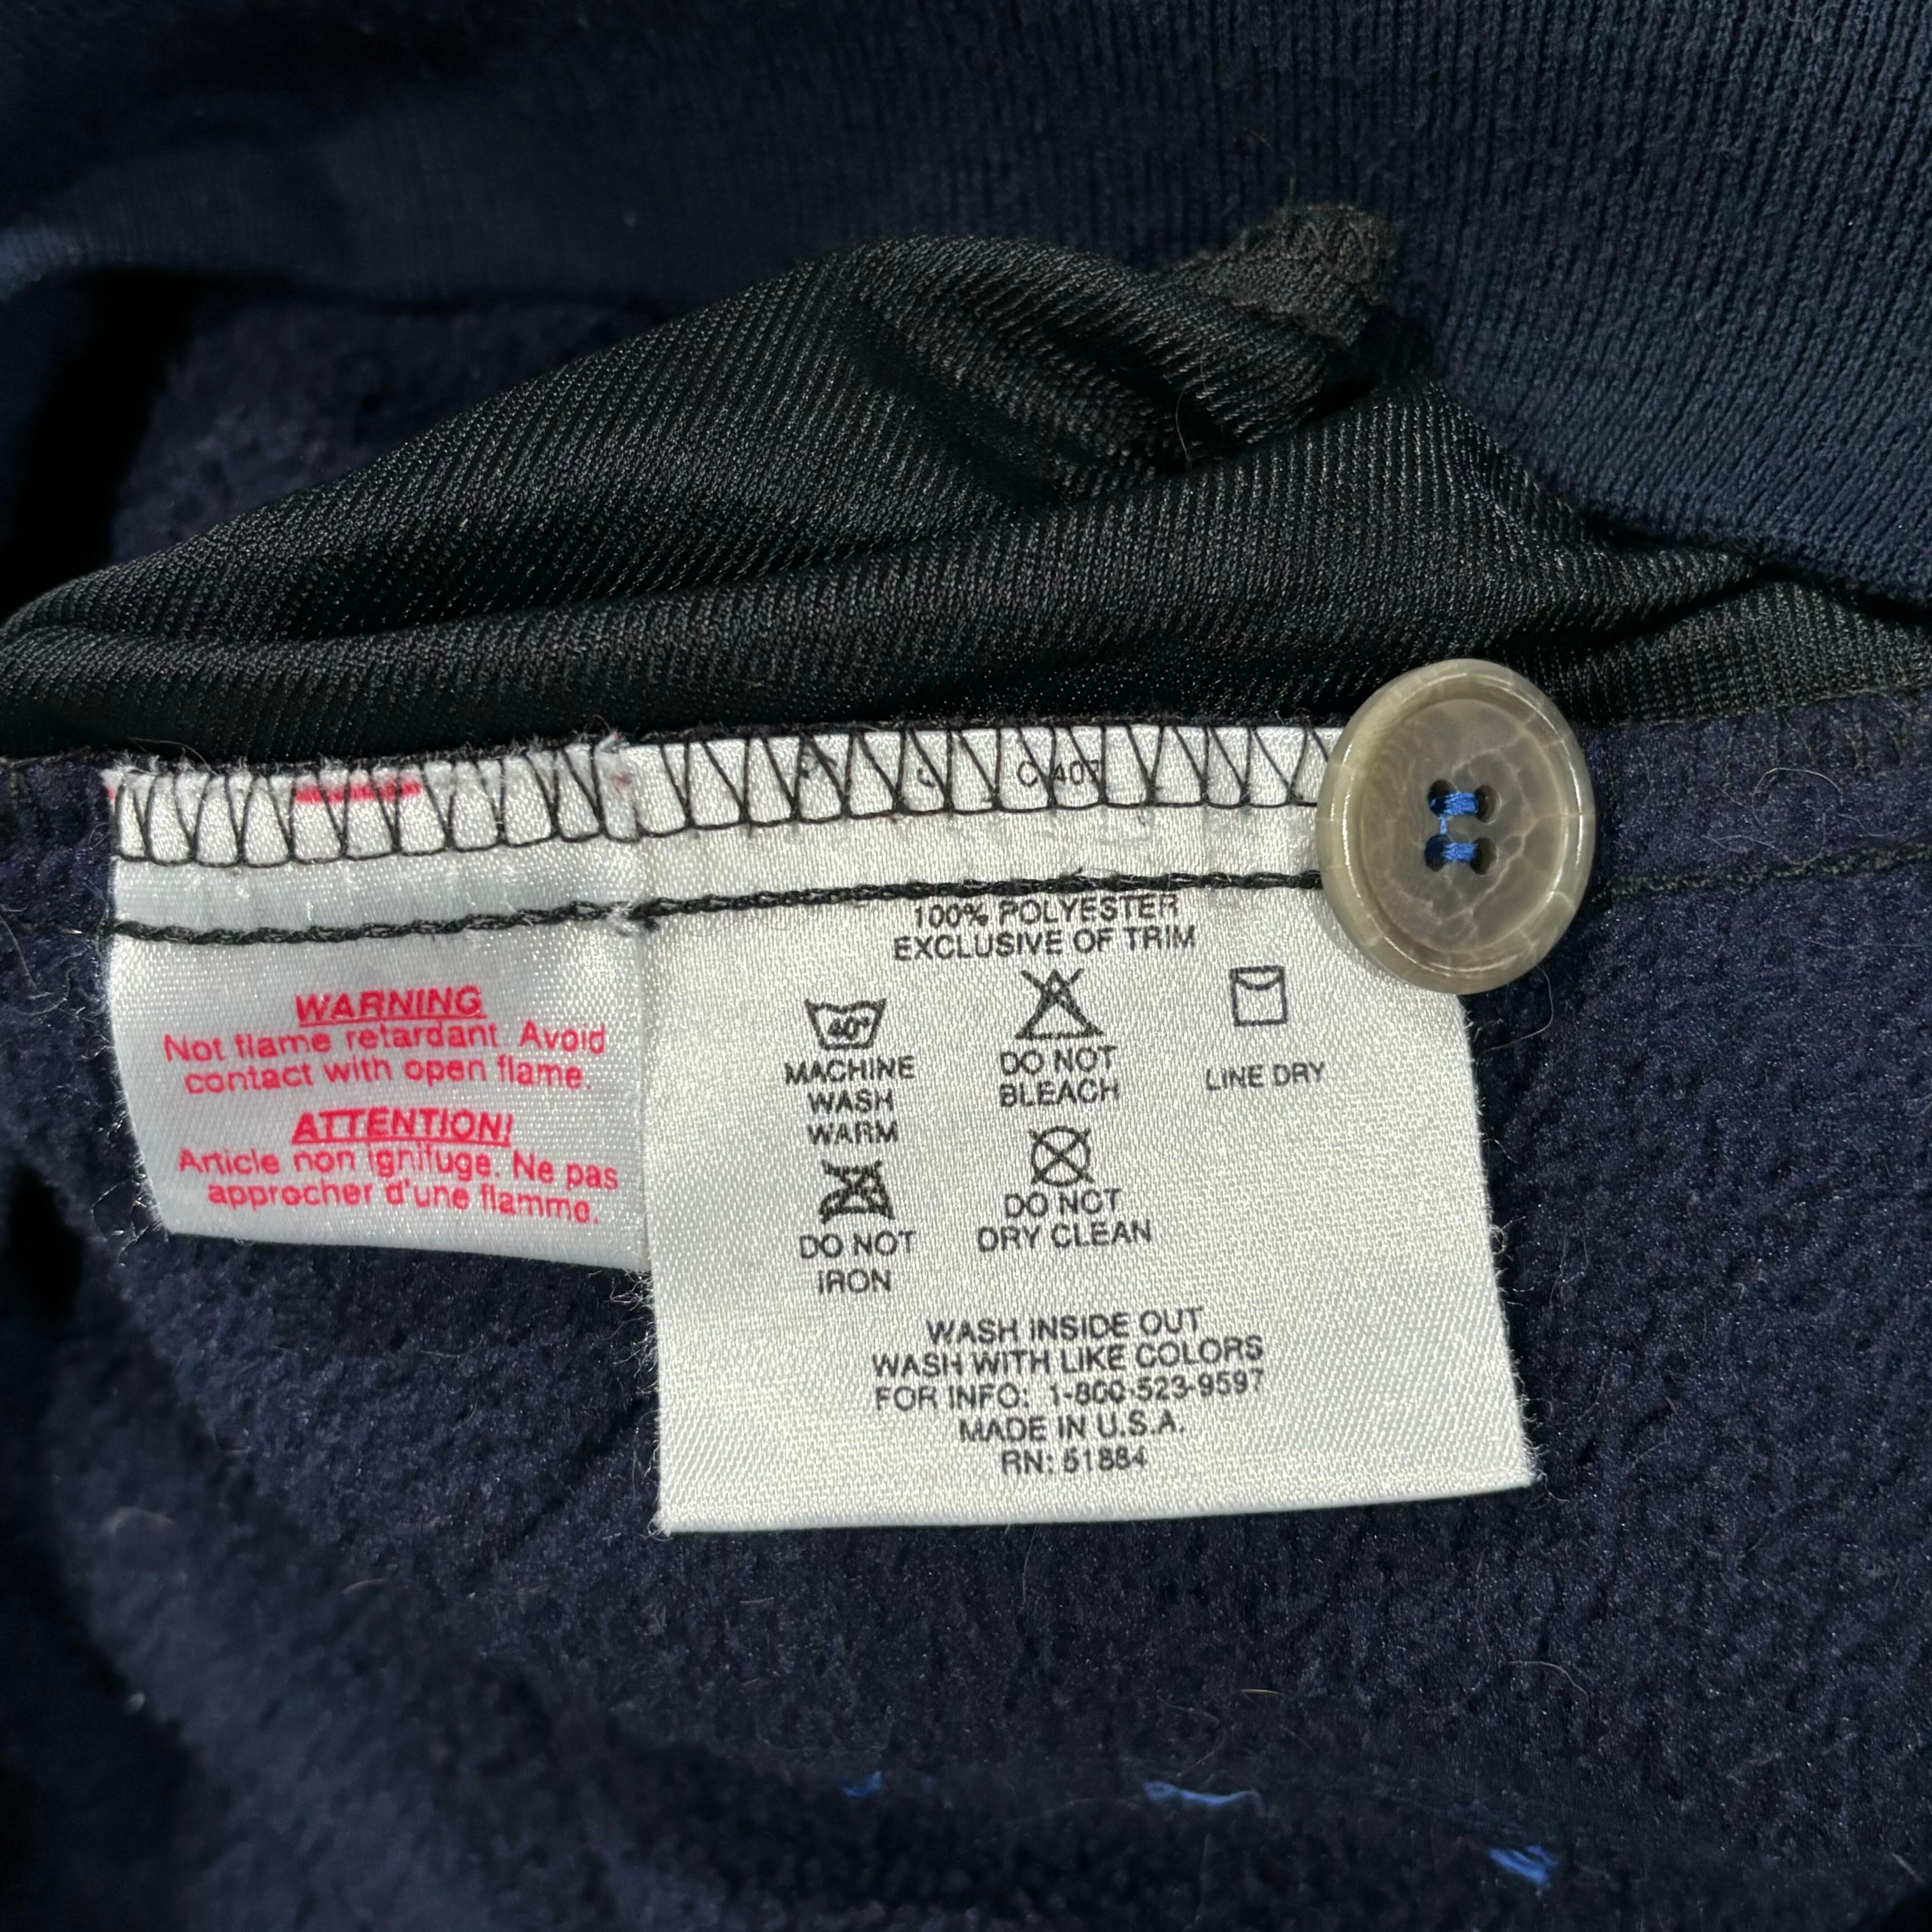 WARNING
Not flame retardant. Avoid
contact with open flame.
ATTENTION!
Article non ignifuge. Ne pas
approcher d'une flamme.
100% POLYESTER
EXCLUSIVE OF TRIM
40°
MACHINE
WASH
WARM
DO NOT
BLEACH
LINE DRY
DO NOT
IRON
DO NOT
DRY CLEAN
WASH INSIDE OUT
WASH WITH LIKE COLORS
FOR INFO: 1-800-523-9597
MADE IN U.S.A.
RN: 51884